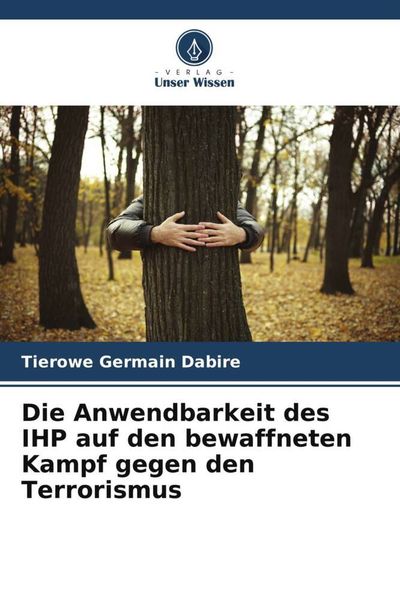 - VERLAG -
Unser Wissen
Tierowe Germain Dabire
Die Anwendbarkeit des
IHP auf den bewaffneten
Kampf gegen den
Terrorismus